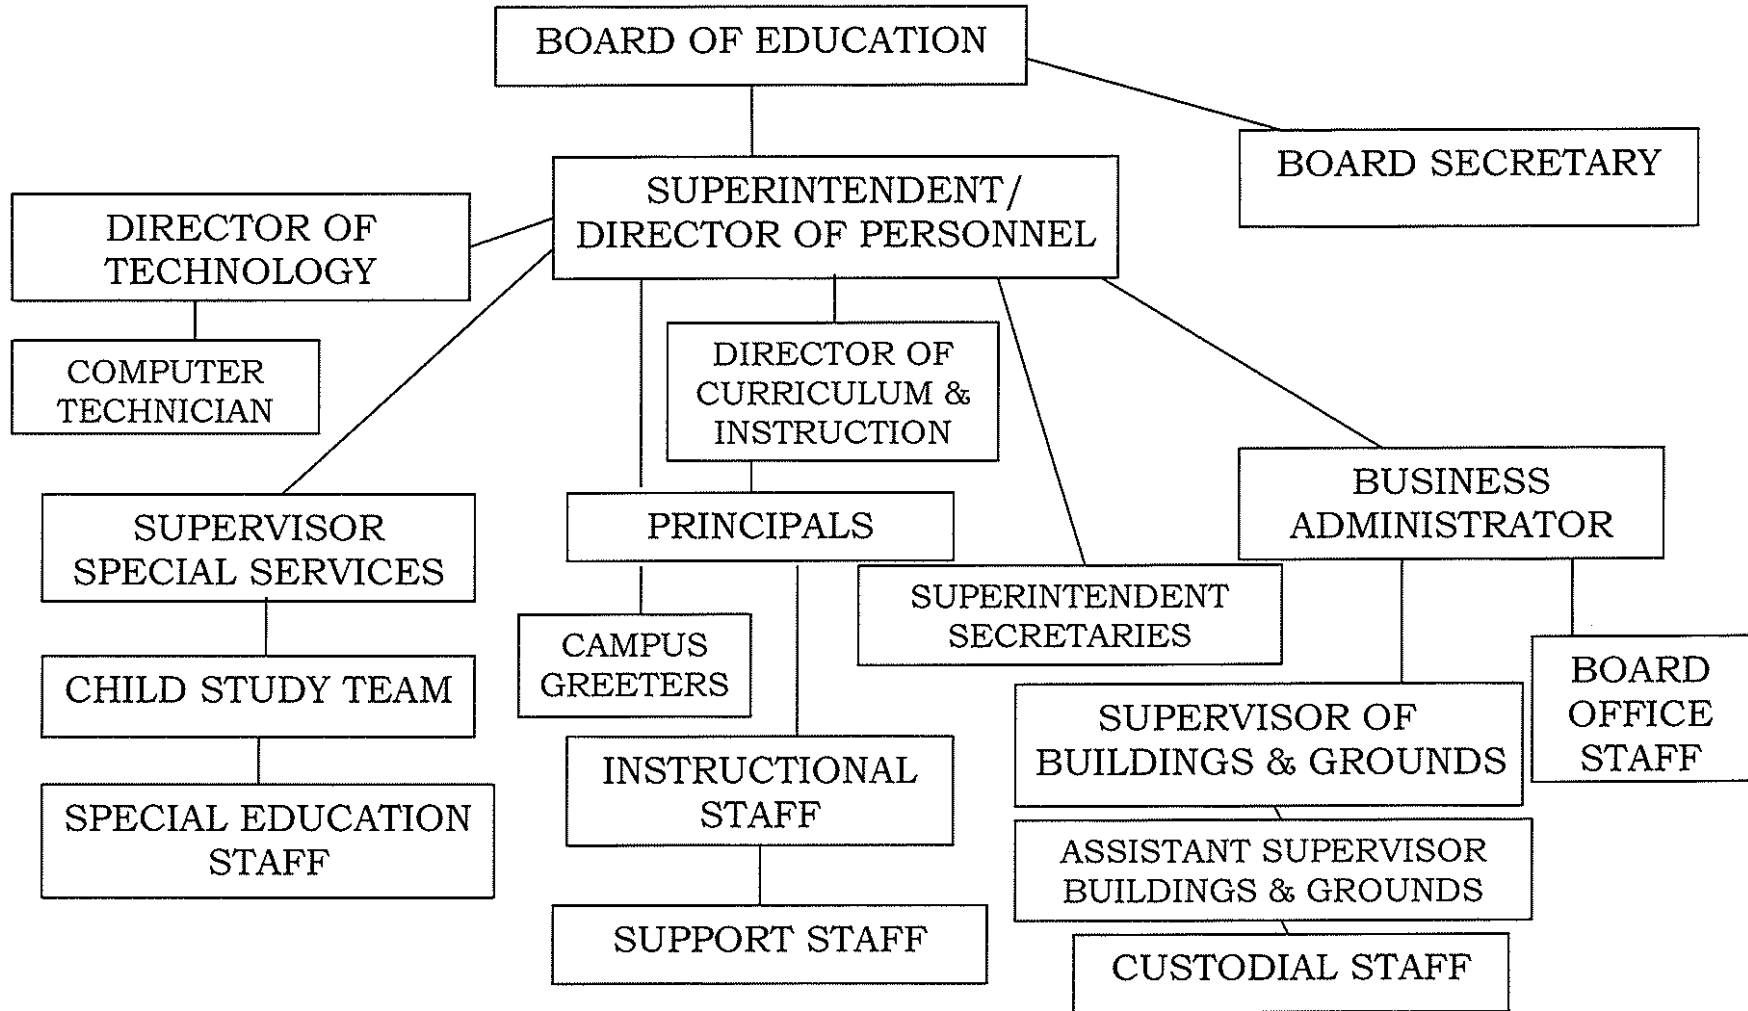 BOARD OF EDUCATION
BOARD SECRETARY
SUPERINTENDENT/
DIRECTOR OF PERSONNEL
DIRECTOR OF
TECHNOLOGY
COMPUTER
TECHNICIAN
DIRECTOR OF
CURRICULUM &
INSTRUCTION
BUSINESS
ADMINISTRATOR
SUPERVISOR
SPECIAL SERVICES
PRINCIPALS
SUPERINTENDENT
SECRETARIES
CAMPUS
GREETERS
CHILD STUDY TEAM
BOARD
OFFICE
STAFF
SUPERVISOR OF
BUILDINGS & GROUNDS
INSTRUCTIONAL
STAFF
SPECIAL EDUCATION
STAFF
ASSISTANT SUPERVISOR
BUILDINGS & GROUNDS
SUPPORT STAFF
CUSTODIAL STAFF